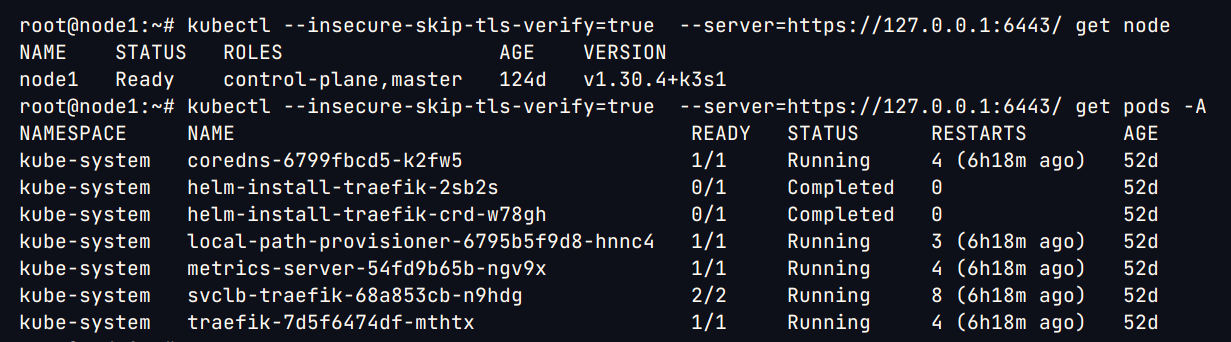 root@node1:~# kubectl --insecure-skip-tls-verify=true  --server=https://127.0.0.1:6443/ get node
NAME    STATUS   ROLES                  AGE    VERSION
node1   Ready    control-plane,master   124d   v1.30.4+k3s1
root@node1:~# kubectl --insecure-skip-tls-verify=true  --server=https://127.0.0.1:6443/ get pods -A
NAMESPACE     NAME                                      READY   STATUS      RESTARTS        AGE
kube-system   coredns-6799fbcd5-k2fw5                   1/1     Running     4 (6h18m ago)   52d
kube-system   helm-install-traefik-2sb2s                0/1     Completed   0               52d
kube-system   helm-install-traefik-crd-w78gh            0/1     Completed   0               52d
kube-system   local-path-provisioner-6795b5f9d8-hnnc4   1/1     Running     3 (6h18m ago)   52d
kube-system   metrics-server-54fd9b65b-ngv9x            1/1     Running     4 (6h18m ago)   52d
kube-system   svclb-traefik-68a853cb-n9hdg              2/2     Running     8 (6h18m ago)   52d
kube-system   traefik-7d5f6474df-mthtx                  1/1     Running     4 (6h18m ago)   52d